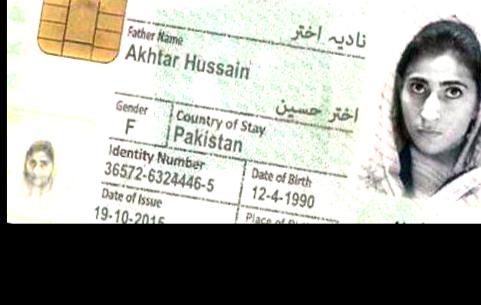 نادیہ اختر
Father Name
Akhtar Hussain
اختر حسین
Gender
F
Country of Stay
Pakistan
Identity Number
36572-6324446-5
Date of Birth
12-4-1990
Date of Issue
19-10-2015
Place of